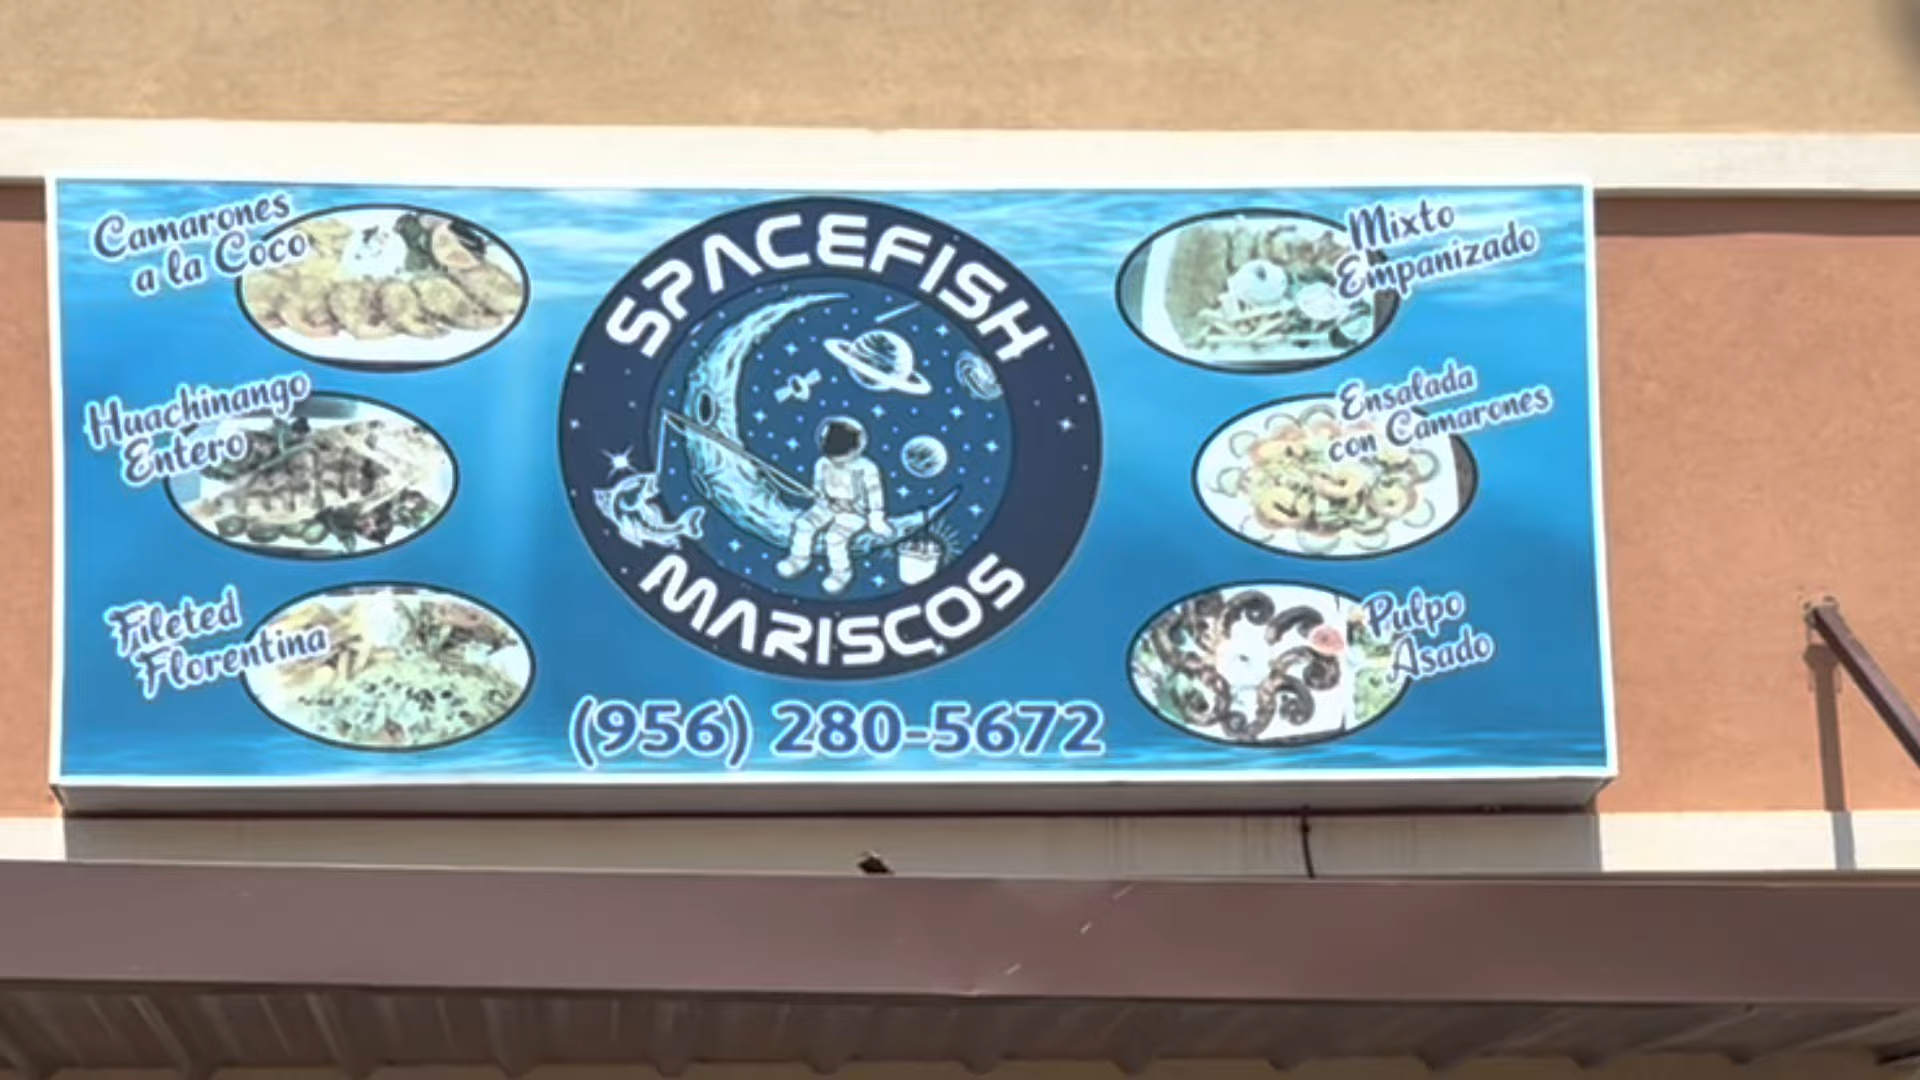 Camarones
a la Coco
Huachinango
Entero
Fileted
Florentina
SPACEFISH
MARISCOS
(956) 280-5672
Mixto
Empanizado
Ensalada
con Camarones
Pulpo
Asado